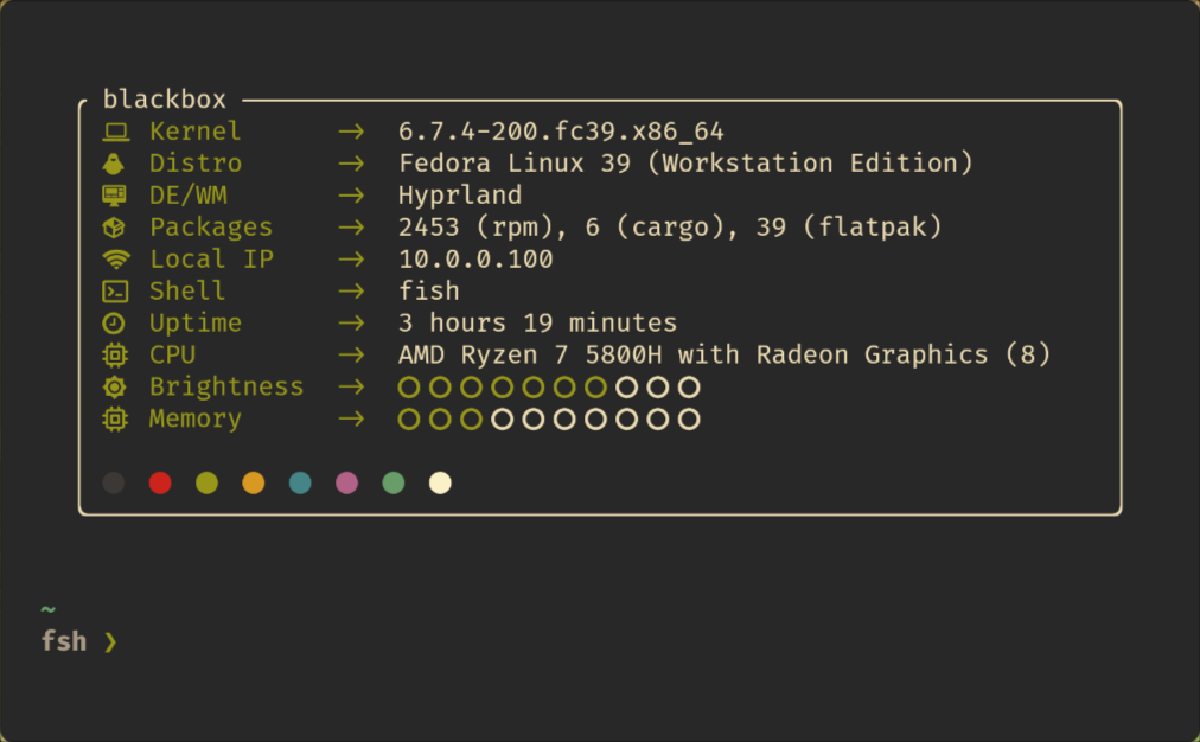 blackbox
Kernel → 6.7.4-200.fc39.x86_64
Distro → Fedora Linux 39 (Workstation Edition)
DE/WM → Hyprland
Packages → 2453 (rpm), 6 (cargo), 39 (flatpak)
Local IP → 10.0.0.100
Shell → fish
Uptime → 3 hours 19 minutes
CPU → AMD Ryzen 7 5800H with Radeon Graphics (8)
Brightness →
Memory →
~
fsh ❯